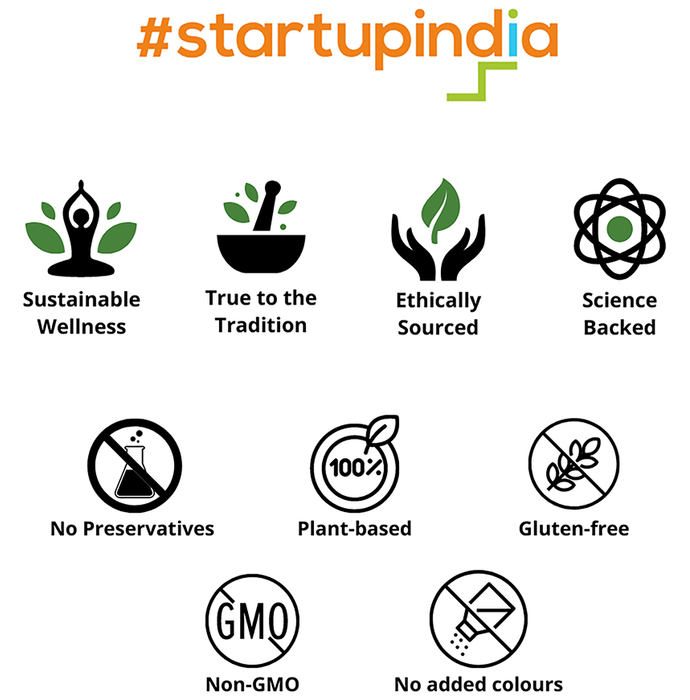 #startupindia
Sustainable
Wellness
True to the
Tradition
Ethically
Sourced
Science
Backed
100%
No Preservatives
Plant-based
Gluten-free
GMO
Non-GMO
No added colours